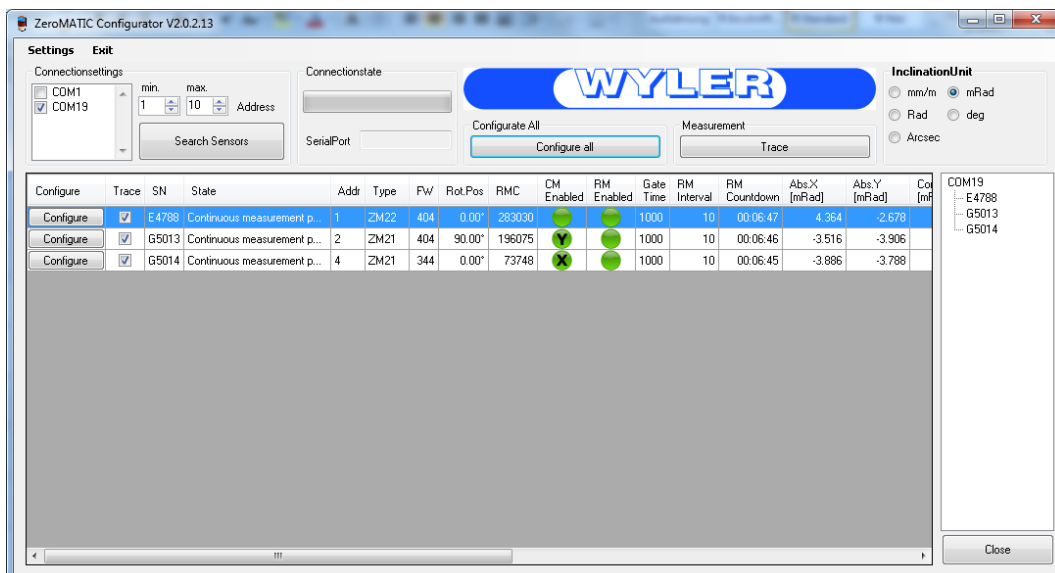 ZeroMATIC Configurator V2.0.2.13
Settings Exit
Connectionsettings
COM1
COM19
min. max.
1 10 Address
Search Sensors
Connectionstate
SerialPort
WYLER
Configurate All
Configure all
Measurement
Trace
InclinationUnit
mm/m mRad
Rad deg
Arcsec
Configure Trace SN State Addr Type FW Rot.Pos RMC CM Enabled RM Enabled Gate Time RM Interval RM Countdown Abs.X [mRad] Abs.Y [mRad]
Configure E4788 Continuous measurement p... 1 ZM22 404 0.00° 283030 1000 10 00:06:47 4.364 -2.678
Configure G5013 Continuous measurement p... 2 ZM21 404 90.00° 196075 Y 1000 10 00:06:46 -3.516 -3.906
Configure G5014 Continuous measurement p... 4 ZM21 344 0.00° 73748 X 1000 10 00:06:45 -3.886 -3.788
COM19
E4788
G5013
G5014
Close